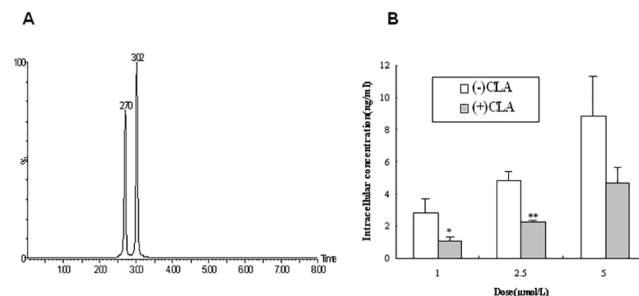 A
B
100
302
270
%
0
1.00 2.00 3.00 4.00 5.00 6.00 7.00 8.00
Time
Intracellular concentration(ng/ml)
12
10
8
6
4
2
0
(-)CLA
(+)CLA
*
**
1 2.5 5
Dose(μmol/L)